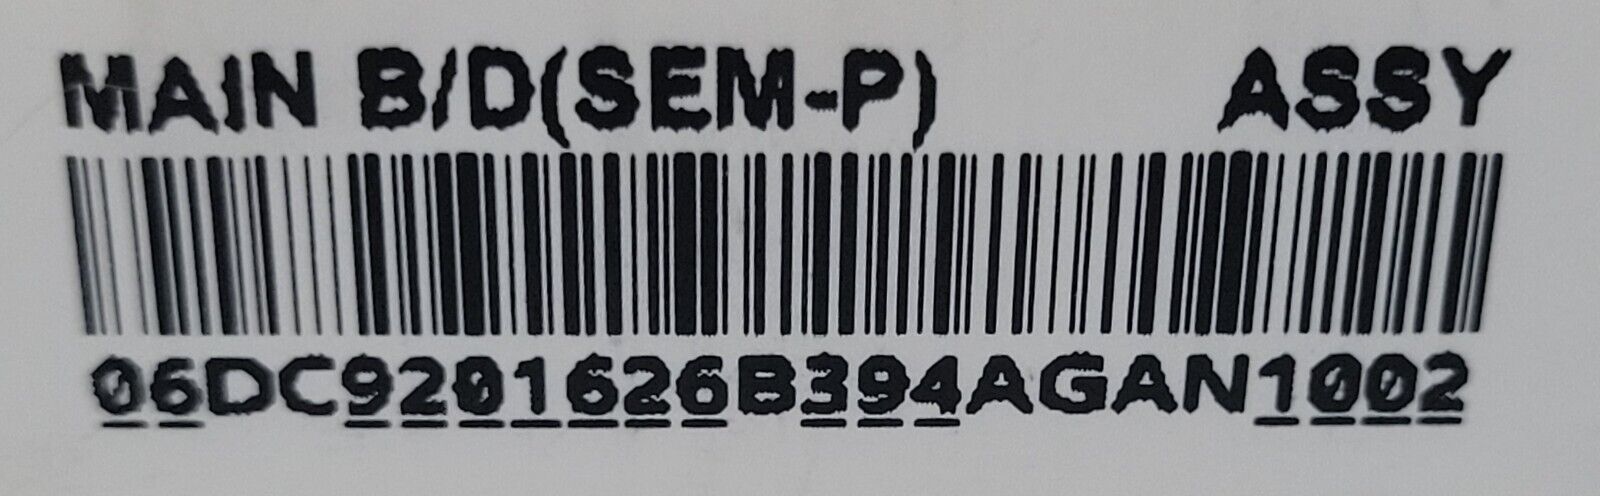 MAIN B/D(SEM-P) ASSY
06DC9201626B394AGAN1002